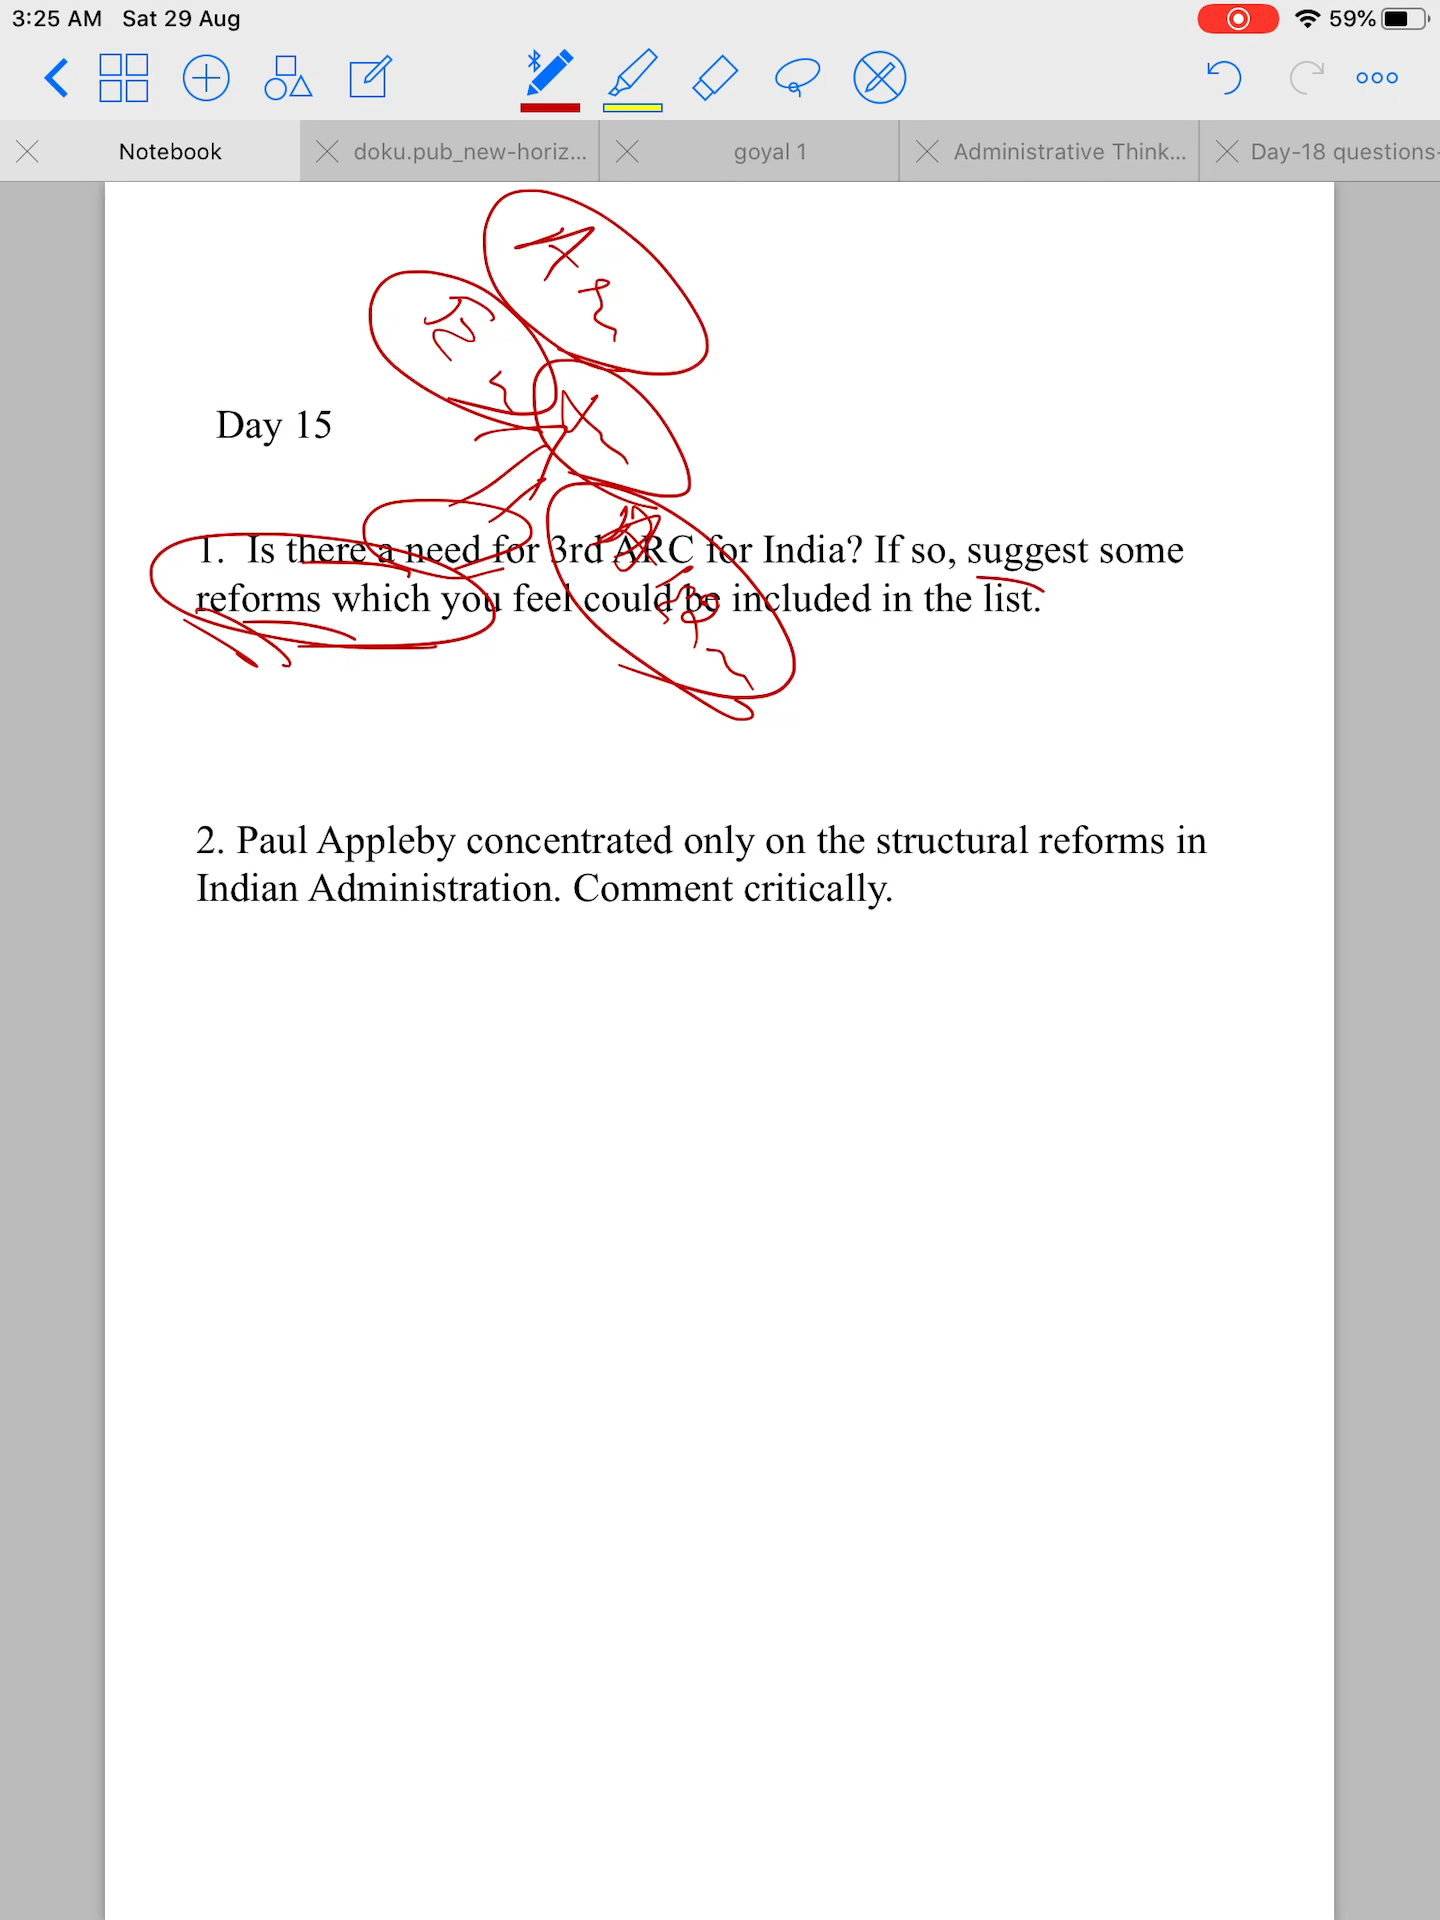 3:25 AM Sat 29 Aug 59%
Notebook doku.pub_new-horiz... goyal 1 Administrative Think... Day-18 questions-
Day 15
1. Is there a need for 3rd ARC for India? If so, suggest some
reforms which you feel could be included in the list.
2. Paul Appleby concentrated only on the structural reforms in
Indian Administration. Comment critically.